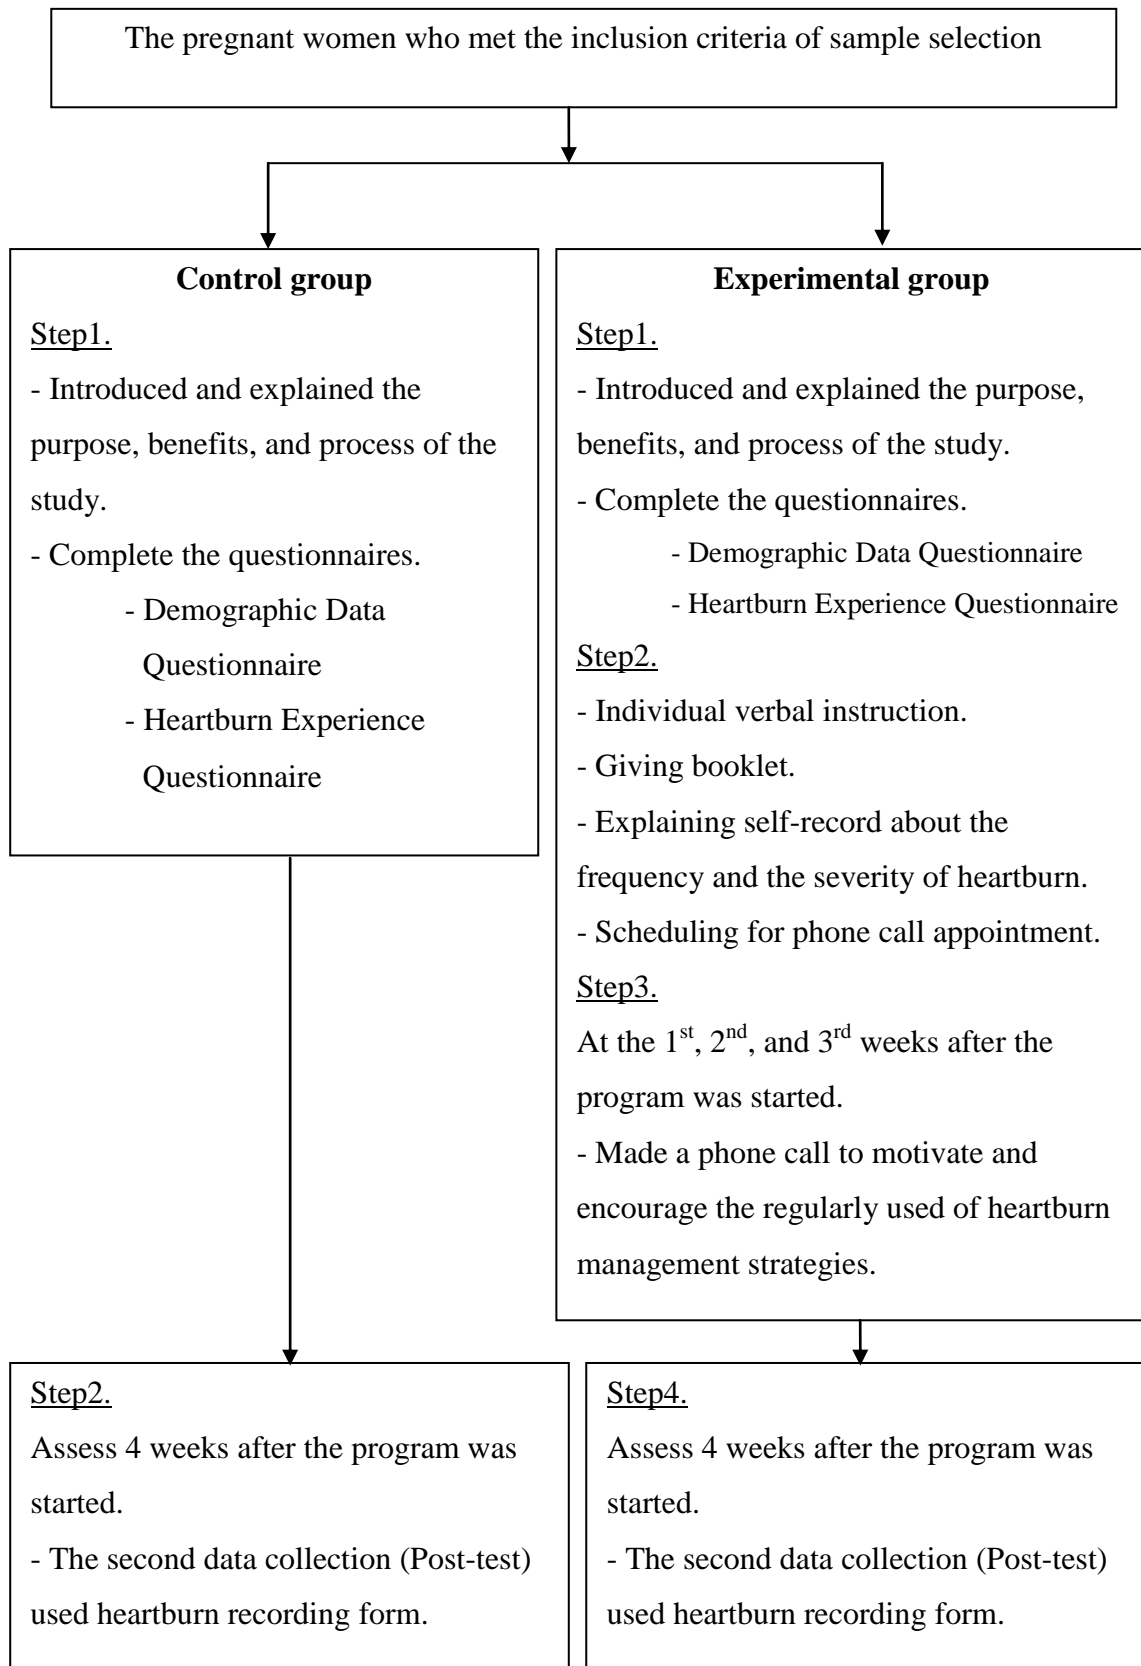 The pregnant women who met the inclusion criteria of sample selection
Control group
Step1.
- Introduced and explained the
purpose, benefits, and process of the
study.
- Complete the questionnaires.
- Demographic Data
Questionnaire
- Heartburn Experience
Questionnaire
Experimental group
Step1.
- Introduced and explained the purpose,
benefits, and process of the study.
- Complete the questionnaires.
- Demographic Data Questionnaire
- Heartburn Experience Questionnaire
Step2.
- Individual verbal instruction.
- Giving booklet.
- Explaining self-record about the
frequency and the severity of heartburn.
- Scheduling for phone call appointment.
Step3.
At the 1st, 2nd, and 3rd weeks after the
program was started.
- Made a phone call to motivate and
encourage the regularly used of heartburn
management strategies.
Step2.
Assess 4 weeks after the program was
started.
- The second data collection (Post-test)
used heartburn recording form.
Step4.
Assess 4 weeks after the program was
started.
- The second data collection (Post-test)
used heartburn recording form.